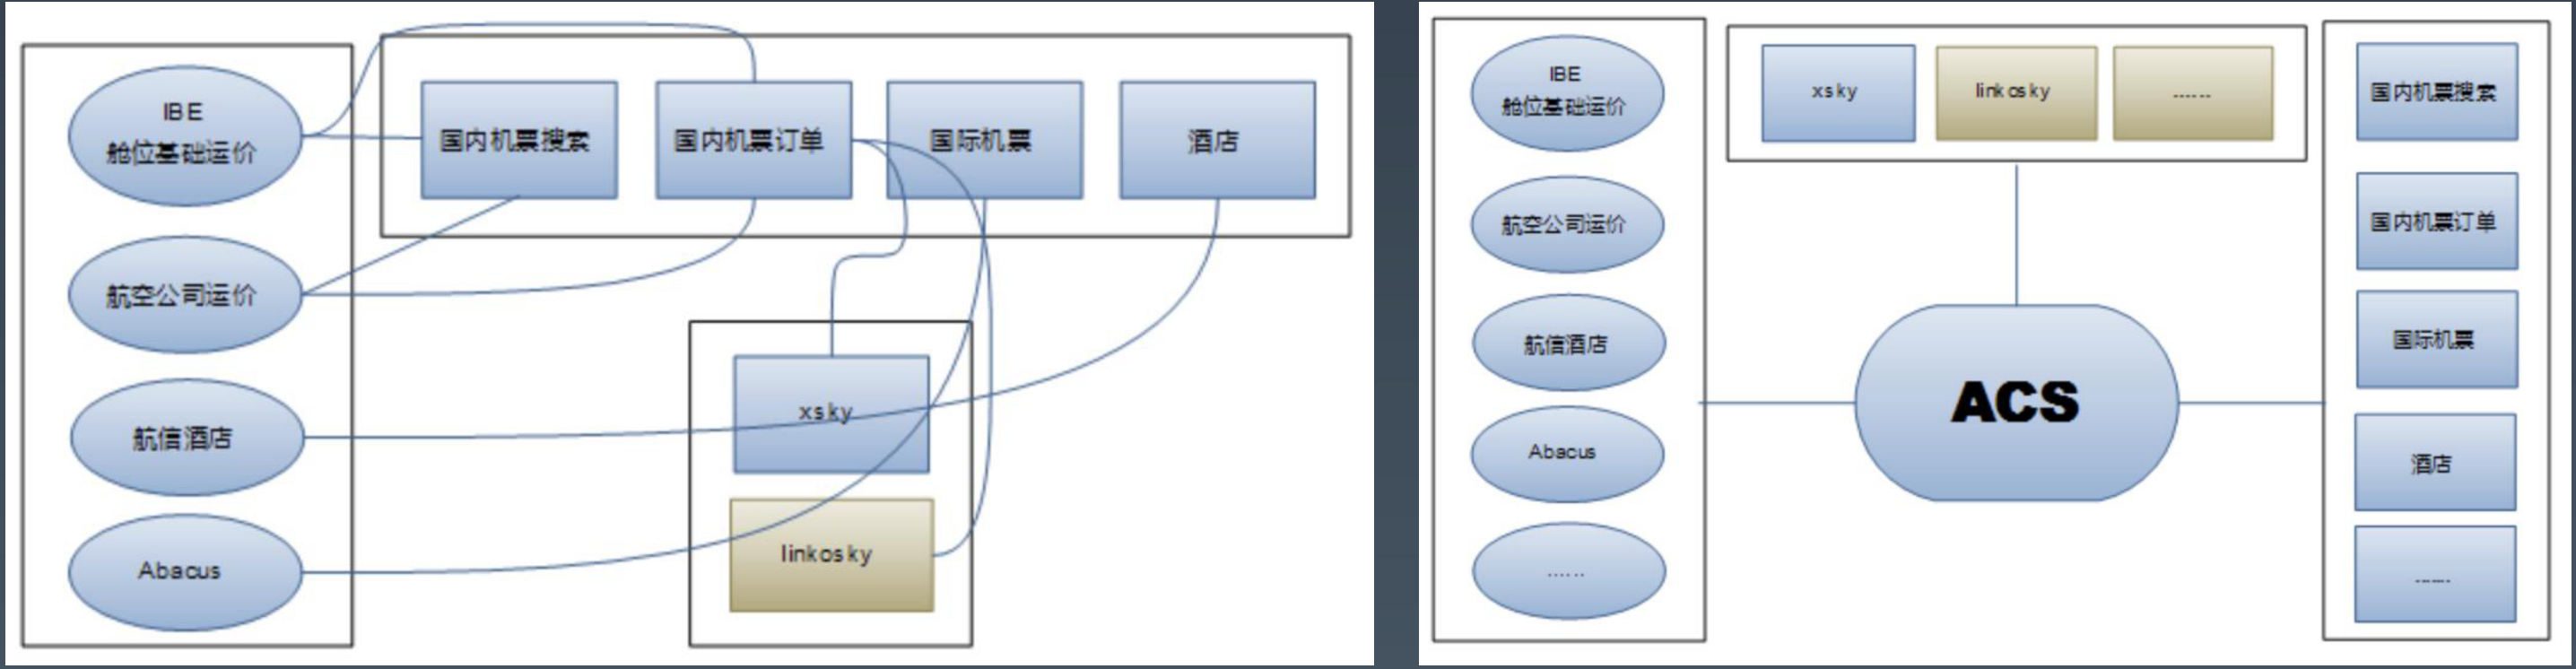 IBE
舱位基础运价
航空公司运价
航信酒店
Abacus
国内机票搜索
国内机票订单
国际机票
酒店
xsky
linkosky
IBE
舱位基础运价
航空公司运价
航信酒店
Abacus
......
xsky
linkosky
......
ACS
国内机票搜索
国内机票订单
国际机票
酒店
......